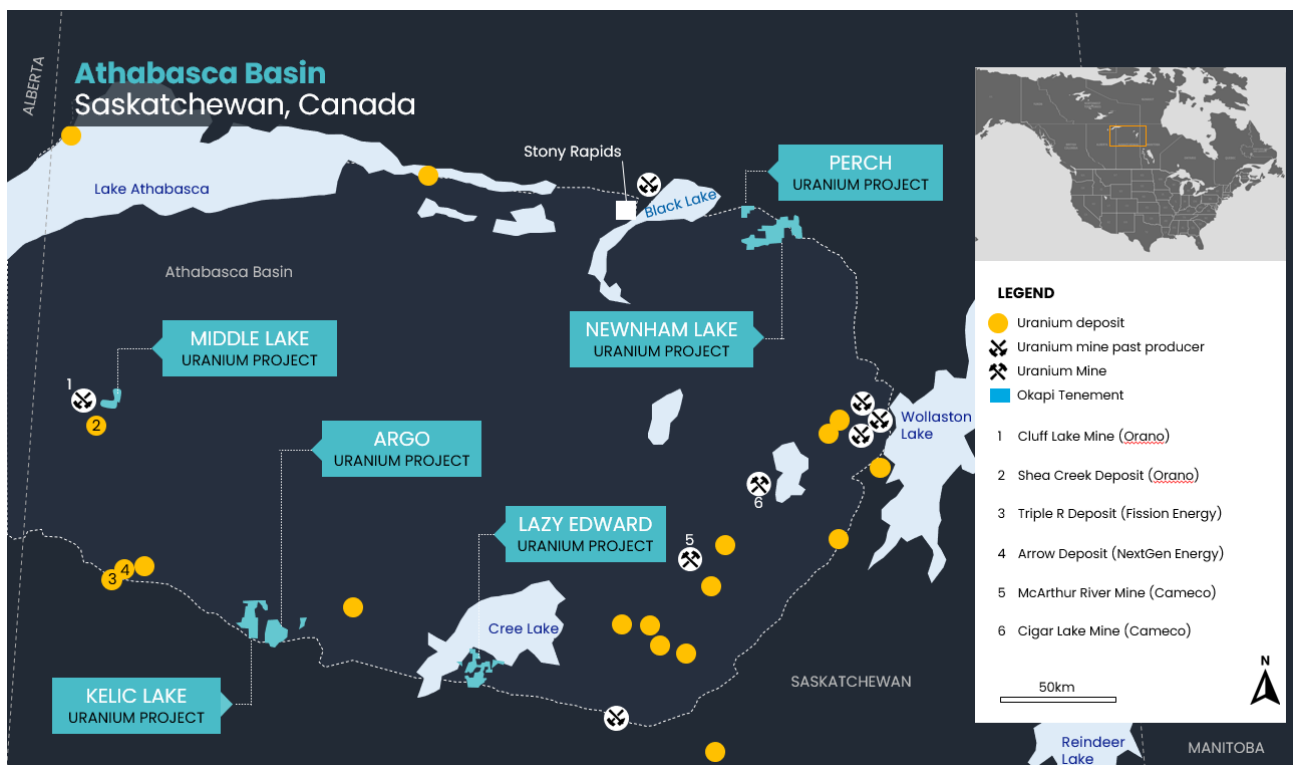 ALBERTA
Athabasca Basin
Saskatchewan, Canada
Stony Rapids
PERCH
URANIUM PROJECT
Lake Athabasca
Black Lake
Athabasca Basin
MIDDLE LAKE
URANIUM PROJECT
NEWNHAM LAKE
URANIUM PROJECT
1
2
ARGO
URANIUM PROJECT
Wollaston
Lake
6
LAZY EDWARD
URANIUM PROJECT
5
4
3
Cree Lake
KELIC LAKE
URANIUM PROJECT
SASKATCHEWAN
Reindeer
Lake
MANITOBA
LEGEND
Uranium deposit
Uranium mine past producer
Uranium Mine
Okapi Tenement
1 Cluff Lake Mine (Orano)
2 Shea Creek Deposit (Orano)
3 Triple R Deposit (Fission Energy)
4 Arrow Deposit (NextGen Energy)
5 McArthur River Mine (Cameco)
6 Cigar Lake Mine (Cameco)
50km
N